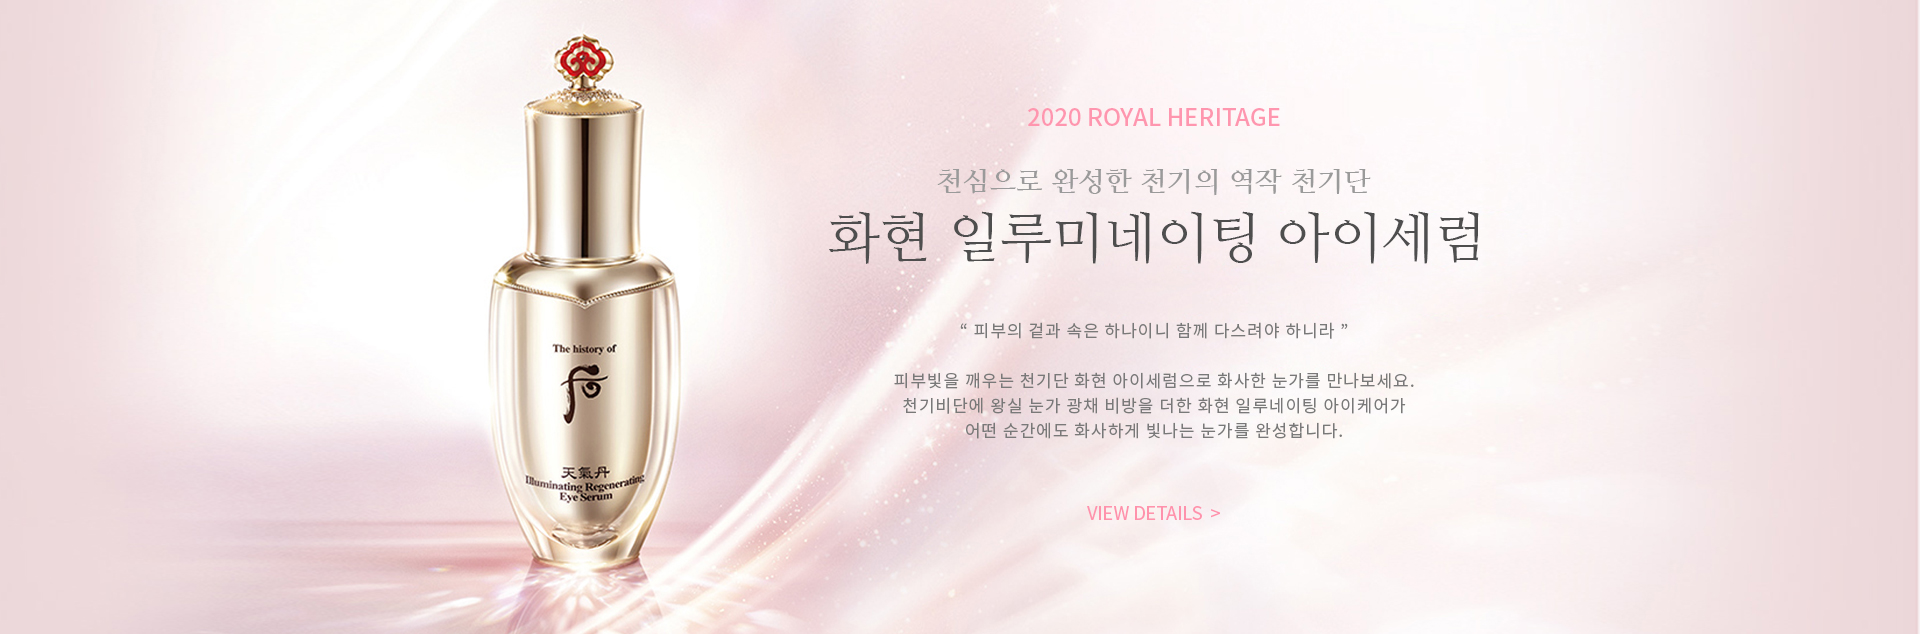 2020 ROYAL HERITAGE
천심으로 완성한 천기의 역작 천기단
화현 일루미네이팅 아이세럼
“ 피부의 겉과 속은 하나이니 함께 다스려야 하니라 ”
피부빛을 깨우는 천기단 화현 아이세럼으로 화사한 눈가를 만나보세요.
천기비단에 왕실 눈가 광채 비방을 더한 화현 일루네이팅 아이케어가
어떤 순간에도 화사하게 빛나는 눈가를 완성합니다.
VIEW DETAILS >
The history of
후
天氣丹
Illuminating Regenerating
Eye Serum